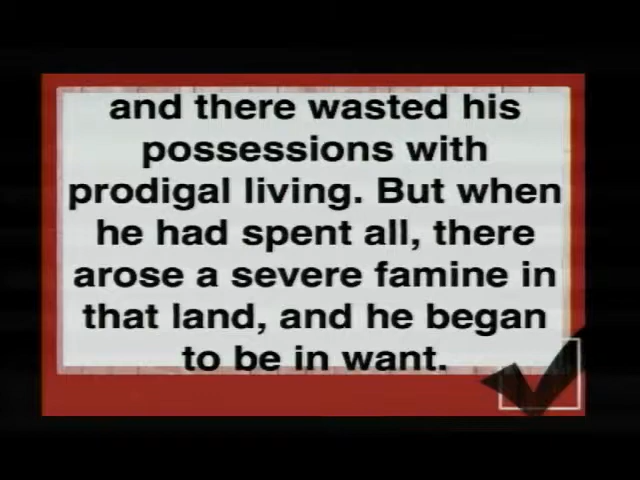 and there wasted his
possessions with
prodigal living. But when
he had spent all, there
arose a severe famine in
that land, and he began
to be in want.